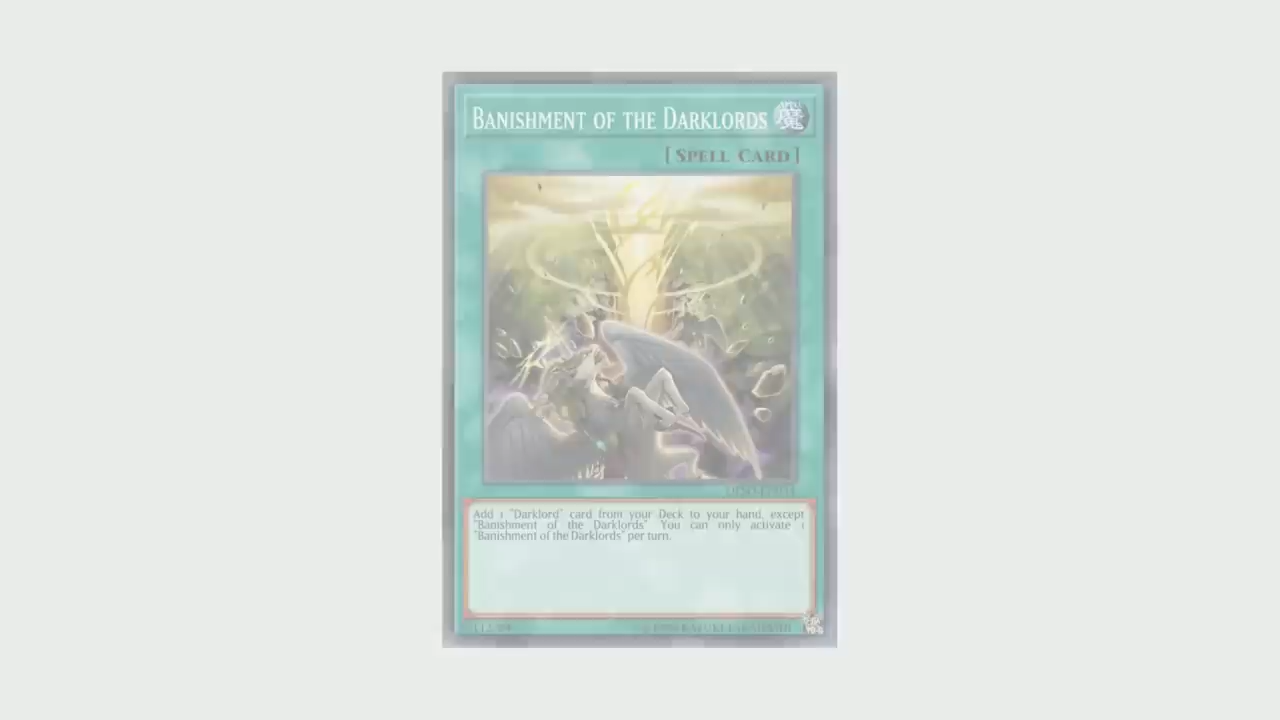 BANISHMENT OF THE DARKLORDS 魔
[ SPELL CARD ]
Add 1 "Darklord" card from your Deck to your hand, except
"Banishment of the Darklords". You can only activate 1
"Banishment of the Darklords" per turn.